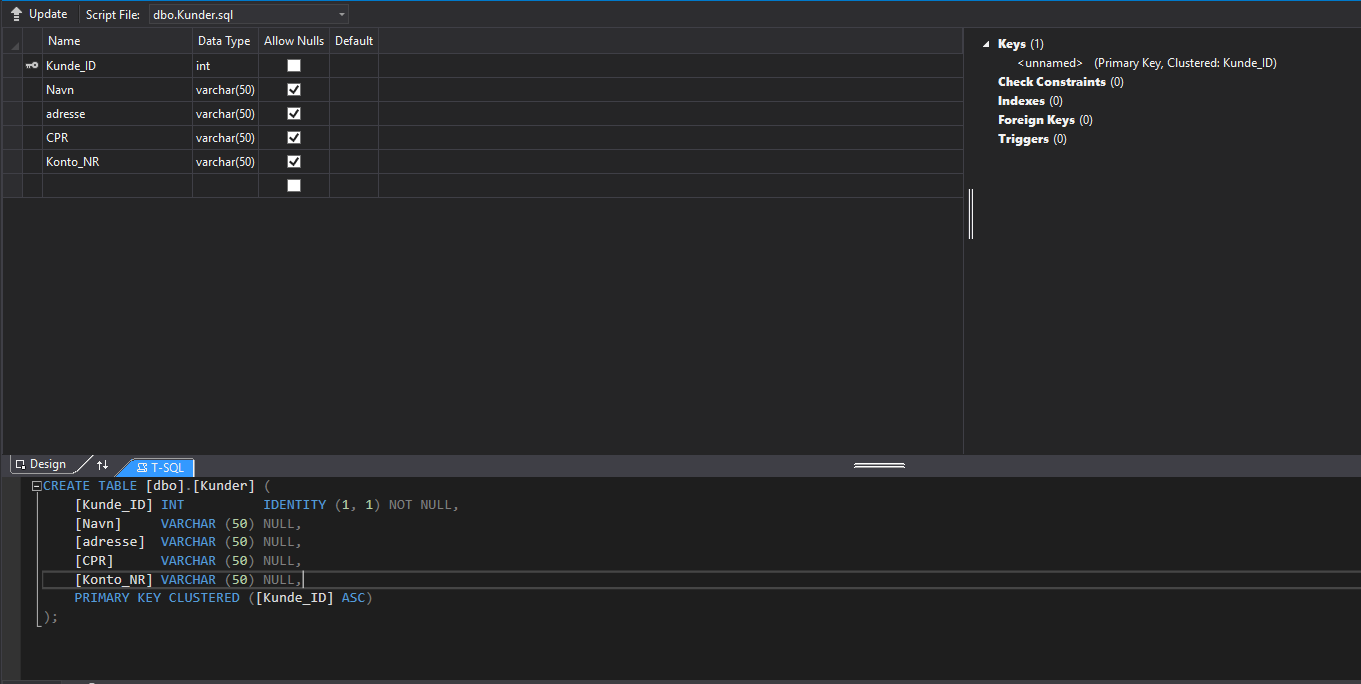 Update Script File: dbo.Kunder.sql
Name Data Type Allow Nulls Default
Kunde_ID int
Navn varchar(50)
adresse varchar(50)
CPR varchar(50)
Konto_NR varchar(50)
Keys (1)
<unnamed> (Primary Key, Clustered: Kunde_ID)
Check Constraints (0)
Indexes (0)
Foreign Keys (0)
Triggers (0)
Design T-SQL
CREATE TABLE [dbo].[Kunder] (
[Kunde_ID] INT IDENTITY (1, 1) NOT NULL,
[Navn] VARCHAR (50) NULL,
[adresse] VARCHAR (50) NULL,
[CPR] VARCHAR (50) NULL,
[Konto_NR] VARCHAR (50) NULL,
PRIMARY KEY CLUSTERED ([Kunde_ID] ASC)
);